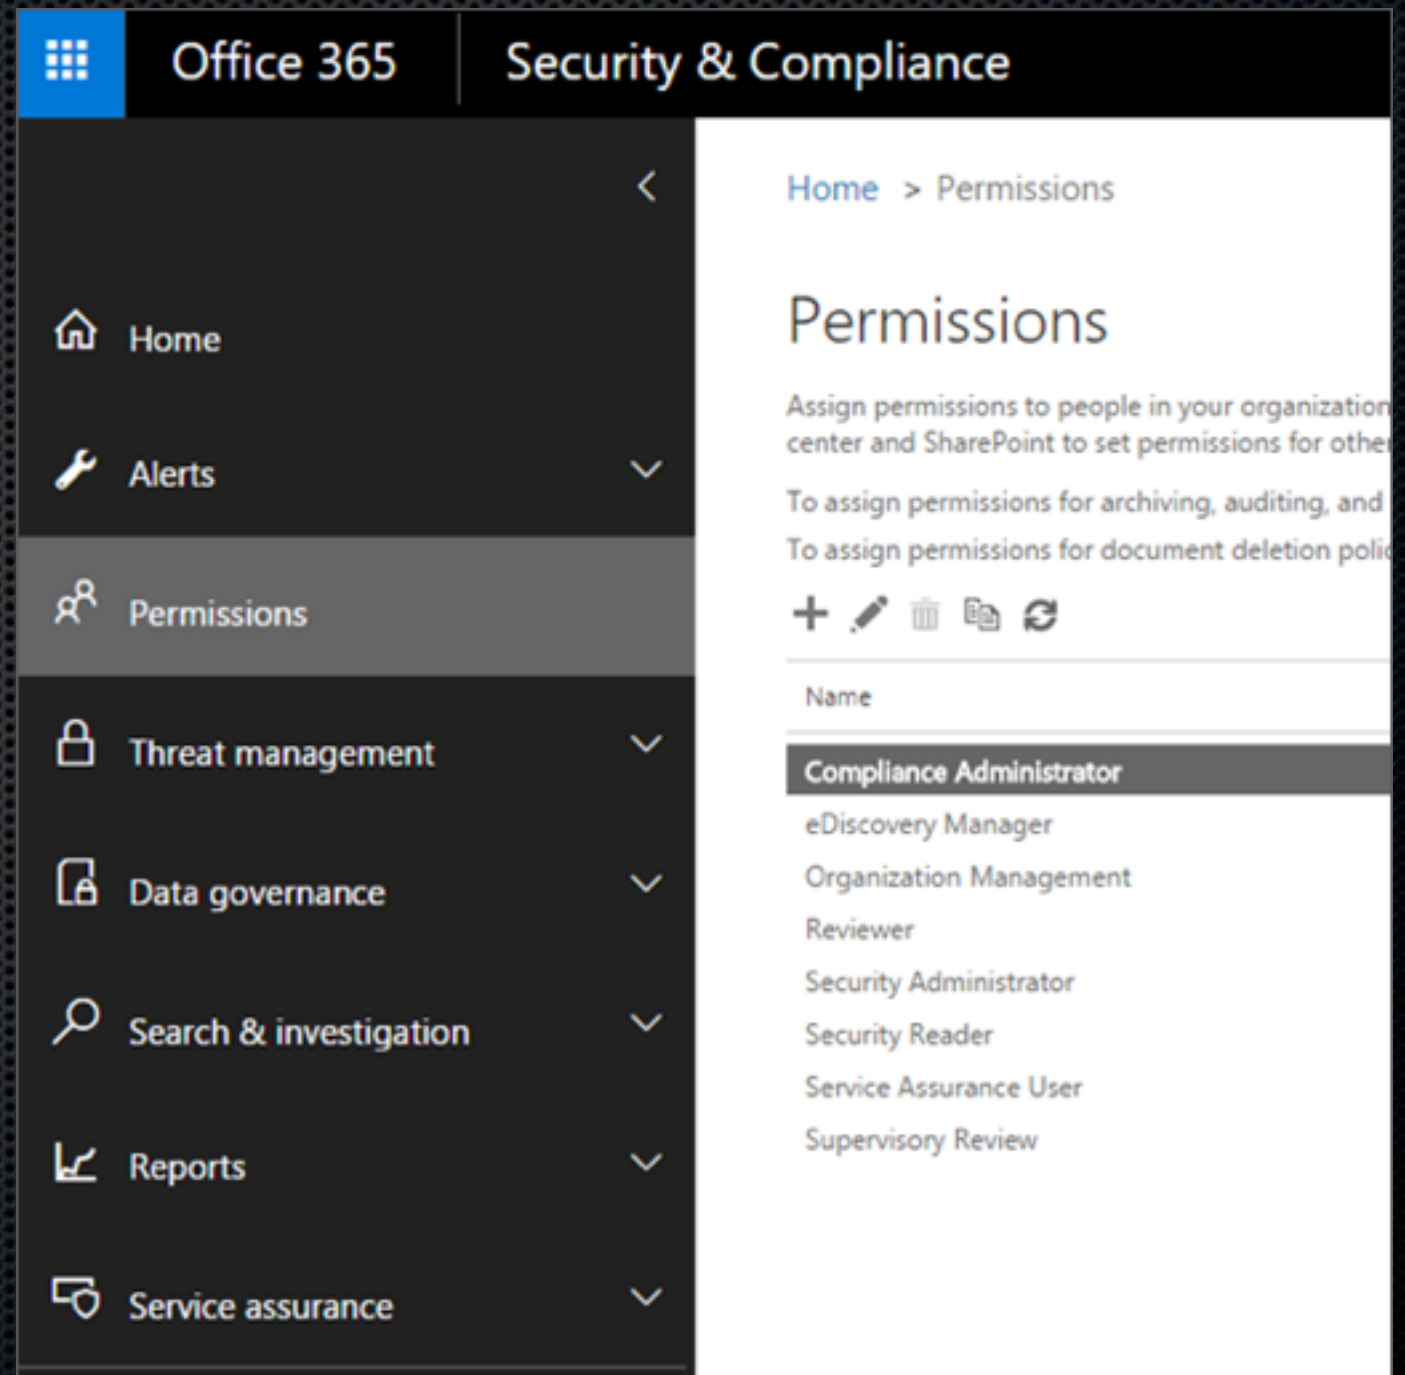 Office 365
Security & Compliance
Home
Alerts
Permissions
Threat management
Data governance
Search & investigation
Reports
Service assurance
Home > Permissions
Permissions
Assign permissions to people in your organization
center and SharePoint to set permissions for othe
To assign permissions for archiving, auditing, and
To assign permissions for document deletion polic
Name
Compliance Administrator
eDiscovery Manager
Organization Management
Reviewer
Security Administrator
Security Reader
Service Assurance User
Supervisory Review